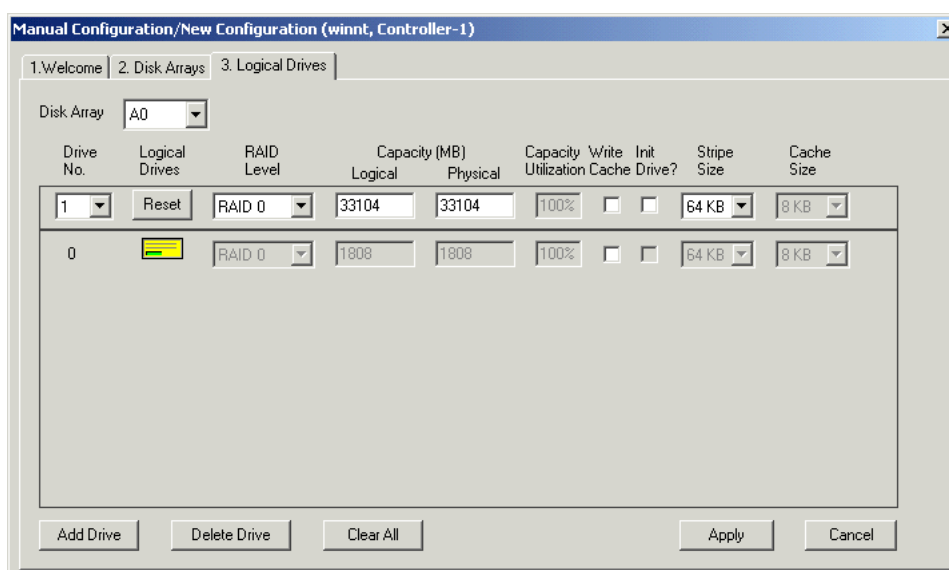 Manual Configuration/New Configuration (winnt, Controller-1)
1.Welcome 2. Disk Arrays 3. Logical Drives
Disk Array A0
Drive No. Logical Drives RAID Level Capacity (MB) Logical Physical Capacity Utilization Write Cache Init Drive? Stripe Size Cache Size
1 Reset RAID 0 33104 33104 100% 64 KB 8 KB
0 RAID 0 1808 1808 100% 64 KB 8 KB
Add Drive Delete Drive Clear All Apply Cancel